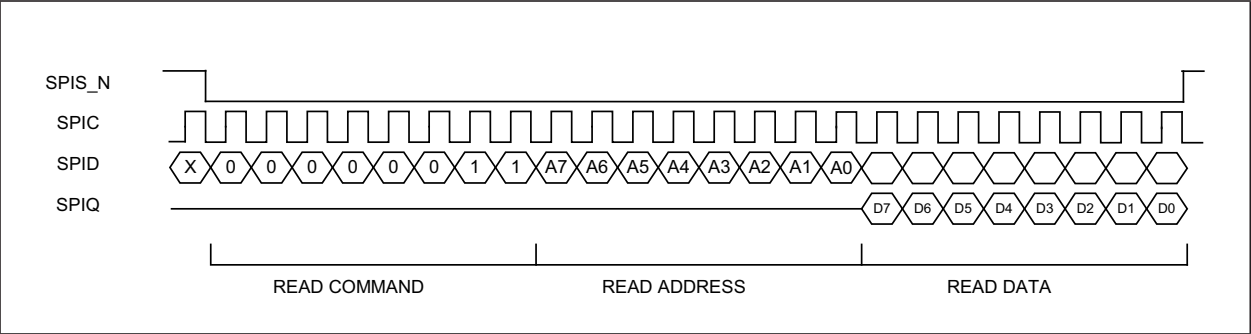 SPIS_N
SPIC
SPID X 0 0 0 0 0 0 1 1 A7 A6 A5 A4 A3 A2 A1 A0
SPIQ D7 D6 D5 D4 D3 D2 D1 D0
READ COMMAND READ ADDRESS READ DATA